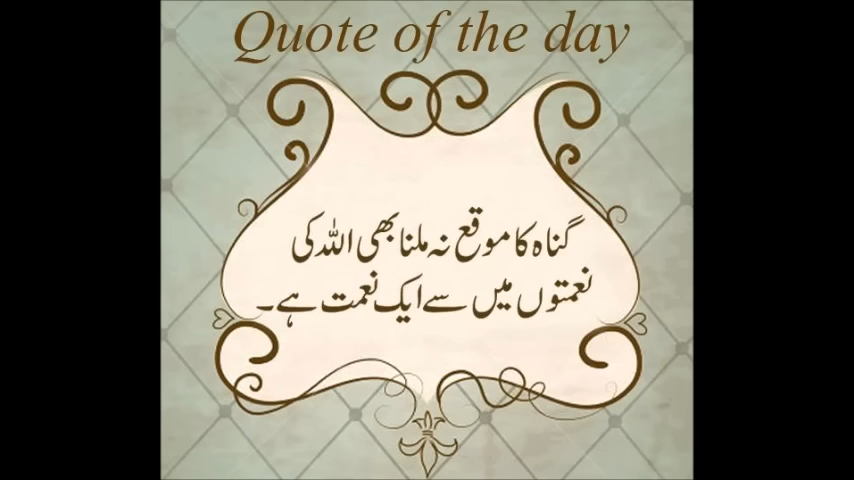 Quote of the day
گناہ کا موقع نہ ملنا بھی اللہ کی
نعمتوں میں سے ایک نعمت ہے۔